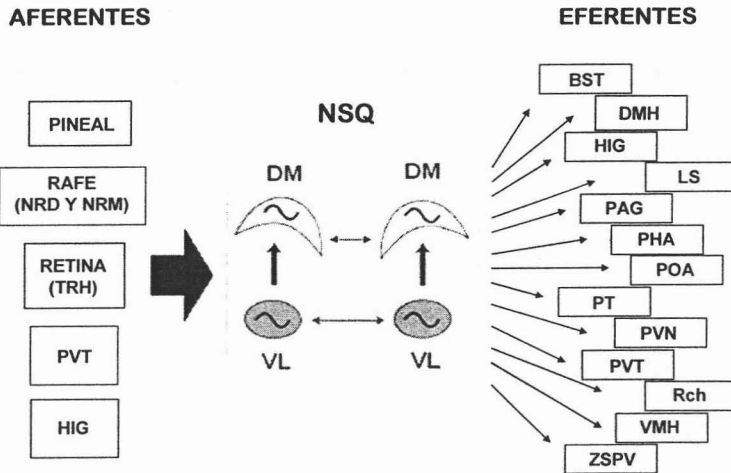 AFERENTES
EFERENTES
PINEAL
RAFE
(NRD Y NRM)
RETINA
(TRH)
PVT
HIG
NSQ
DM
DM
VL
VL
BST
DMH
HIG
LS
PAG
PHA
POA
PT
PVN
PVT
Rch
VMH
ZSPV